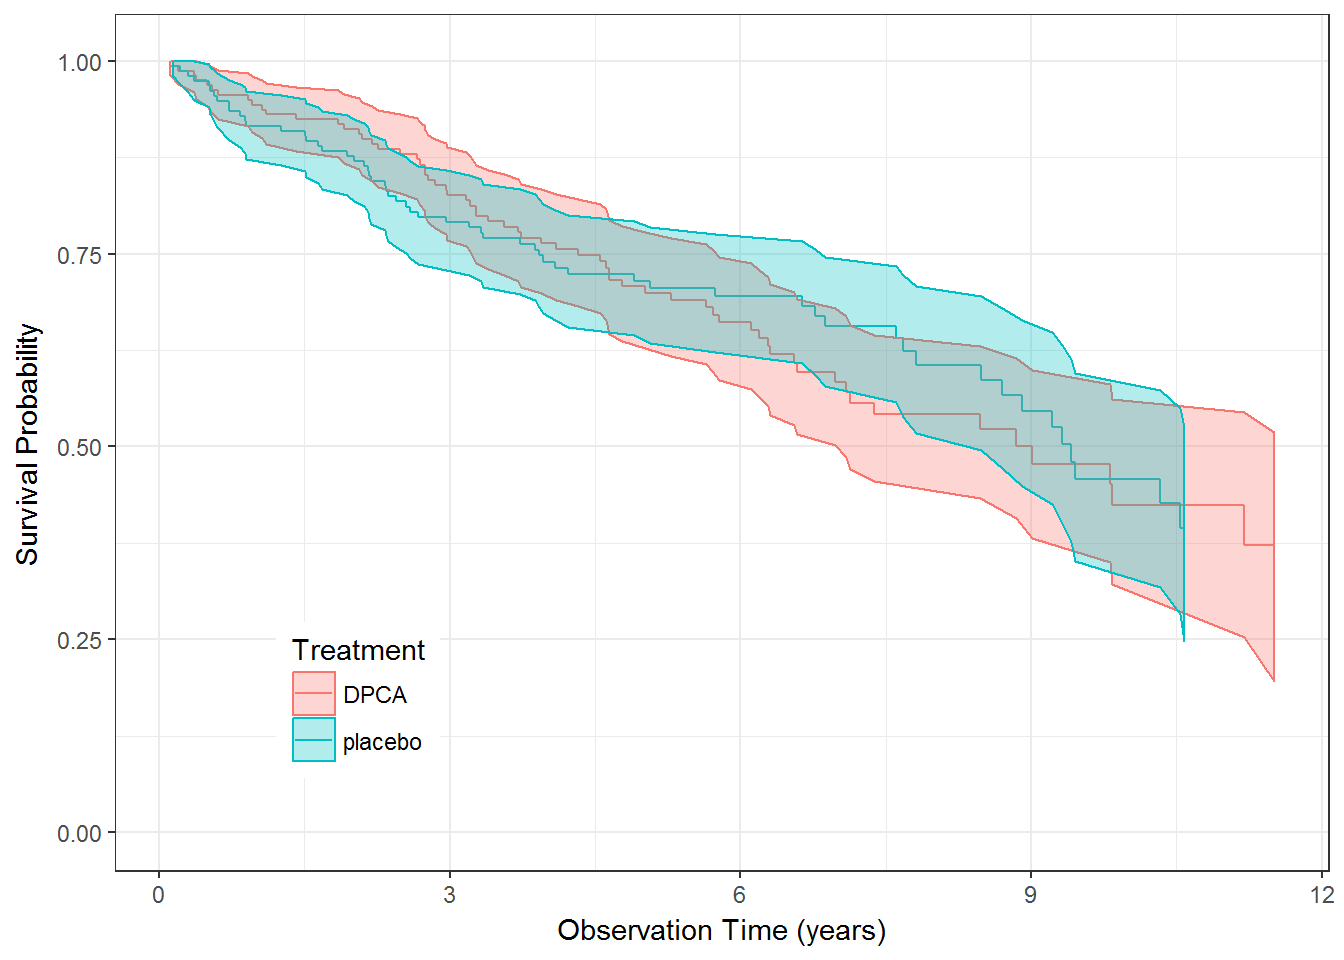 Survival Probability
1.00
0.75
0.50
0.25
0.00
Treatment
DPCA
placebo
0 3 6 9 12
Observation Time (years)